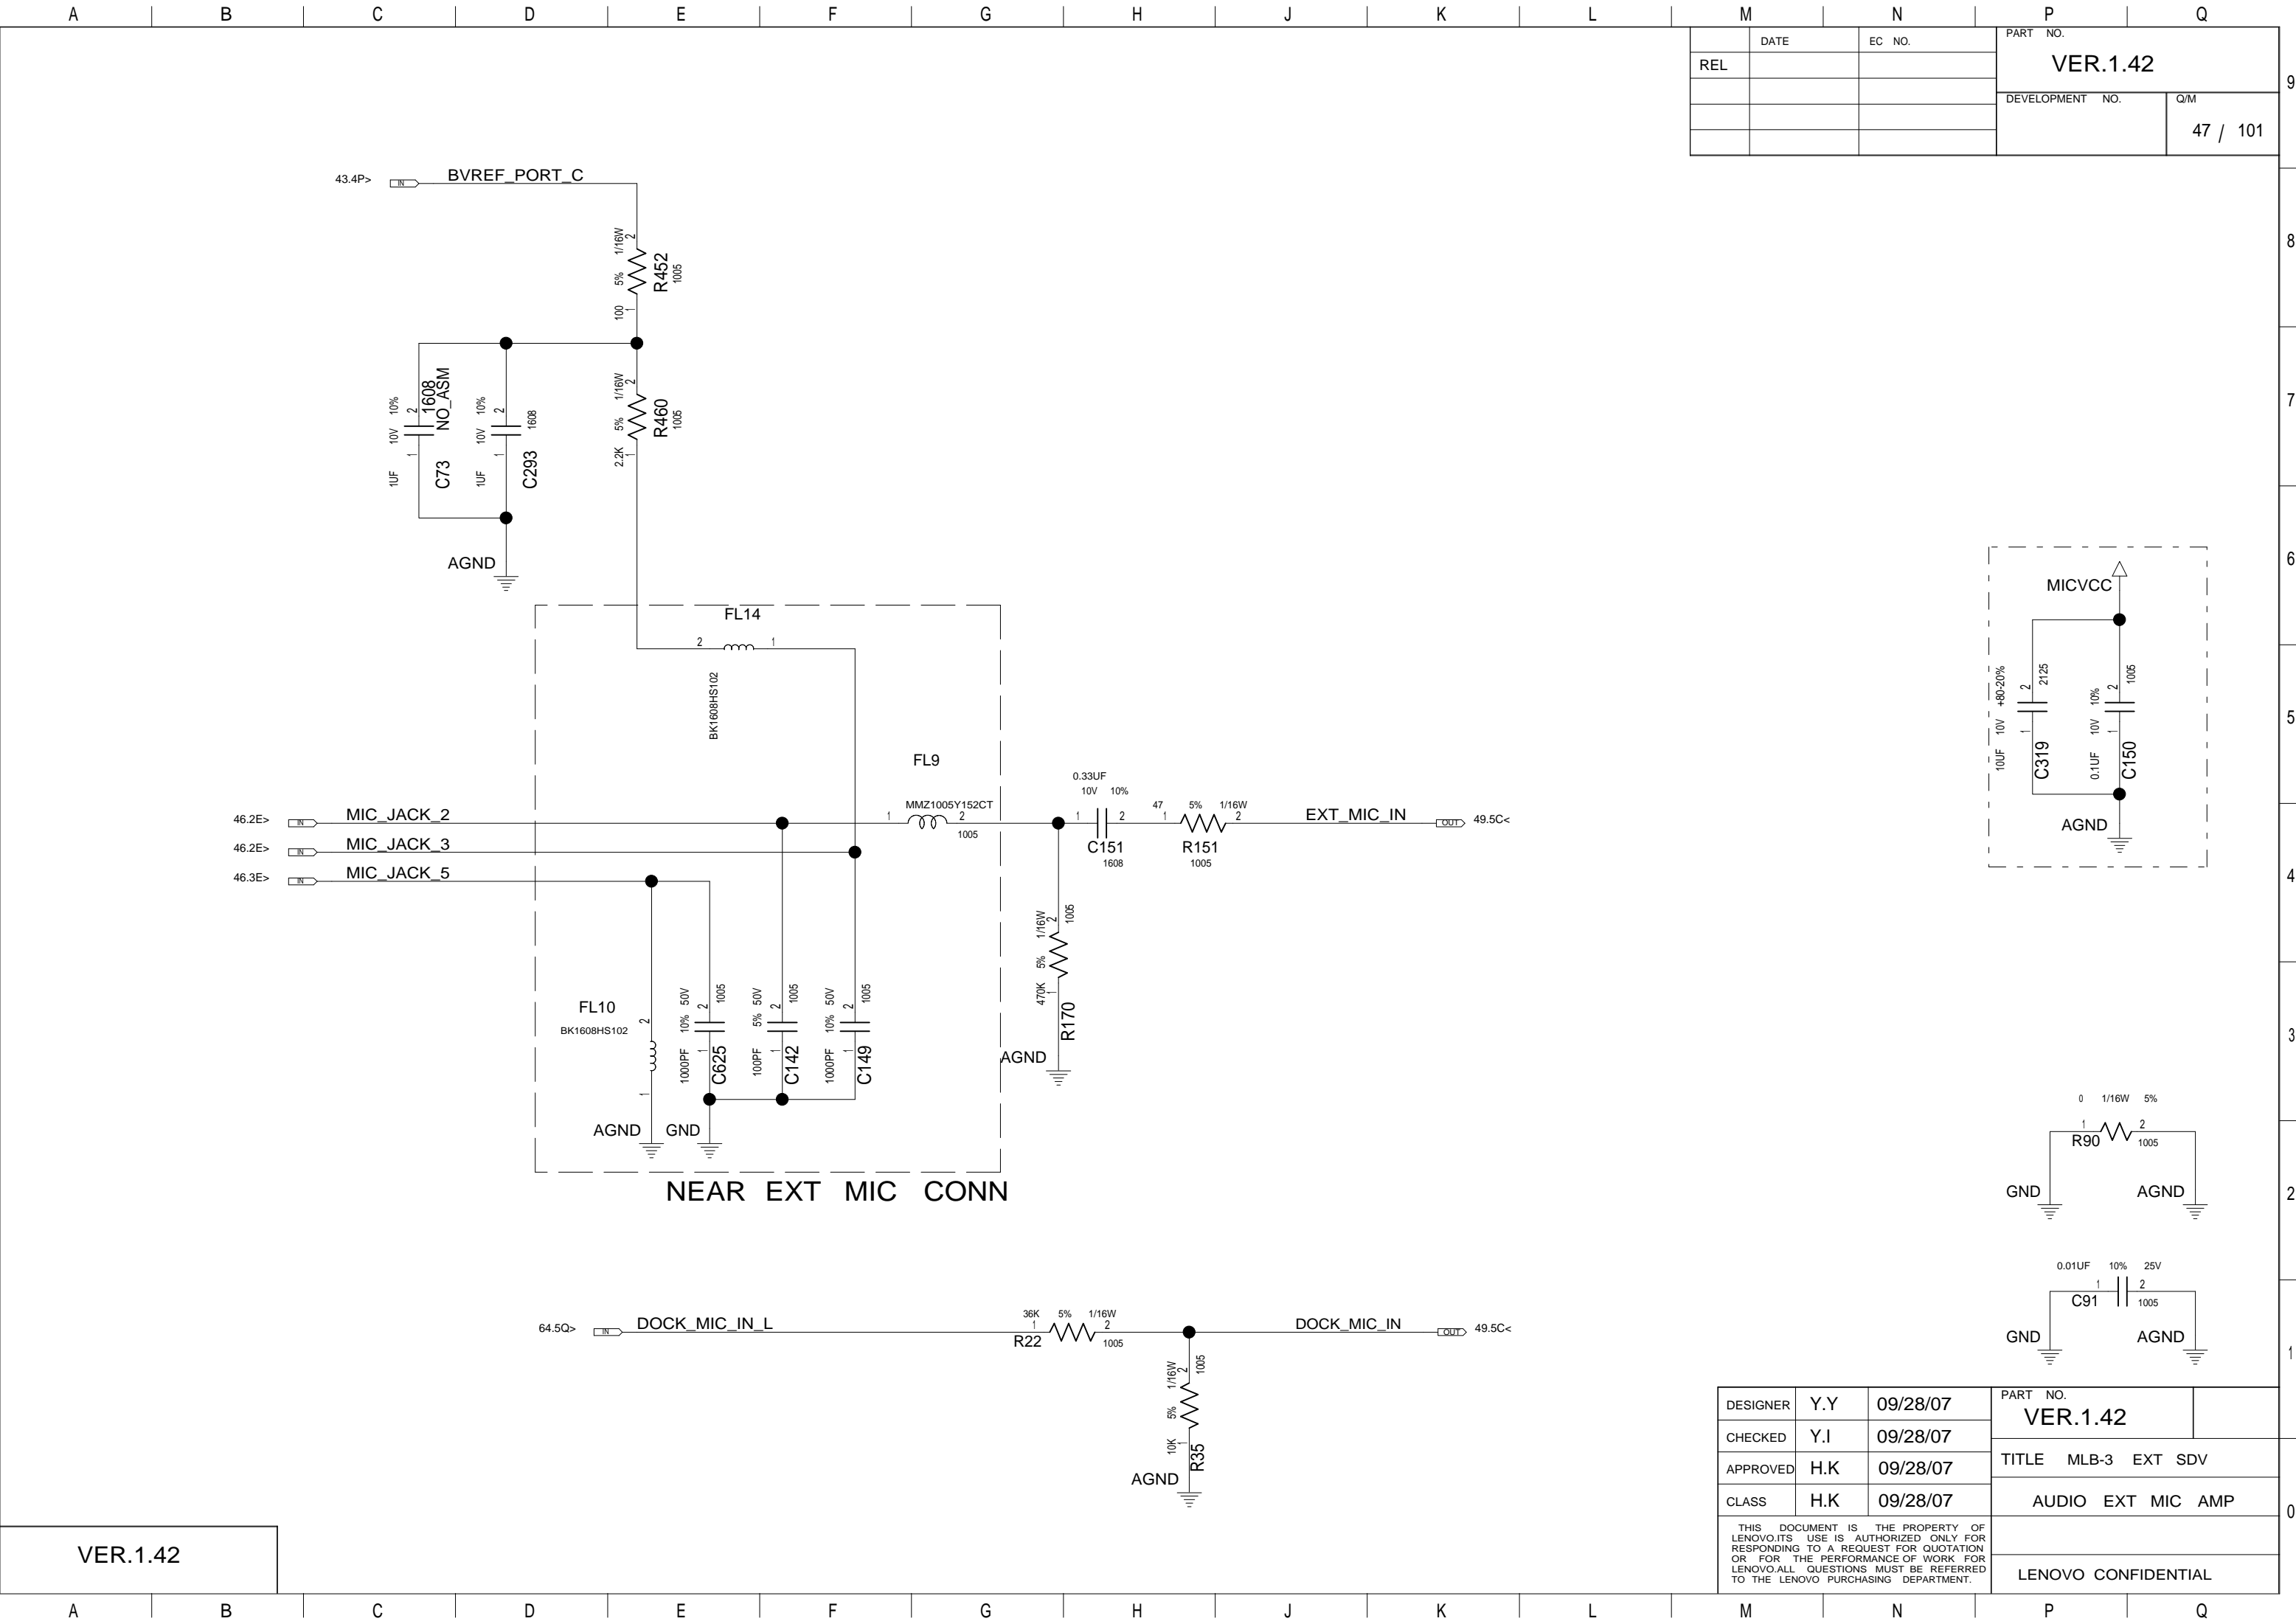 A B C D E F G H J K L M N P Q
DATE EC NO. PART NO.
REL VER.1.42
DEVELOPMENT NO. Q/M
47 / 101
9
8
7
6
5
4
3
2
1
0
43.4P> IN BVREF_PORT_C
100 5% 1/16W
1 2
R452
1005
2.2K 5% 1/16W
1 2
R460
1005
1UF 10V 10%
1 2
C73
1608
NO_ASM
1UF 10V 10%
1 2
C293
1608
AGND
FL14
2 1
BK1608HS102
FL9
MMZ1005Y152CT
1 2
1005
46.2E> IN MIC_JACK_2
46.2E> IN MIC_JACK_3
46.3E> IN MIC_JACK_5
0.33UF
10V 10%
1 2
C151
1608
47 5% 1/16W
1 2
R151
1005
EXT_MIC_IN OUT 49.5C<
470K 5% 1/16W
1 2
R170
1005
AGND
FL10
BK1608HS102
2
1
1000PF 10% 50V
1 2
C625
1005
100PF 5% 50V
1 2
C142
1005
1000PF 10% 50V
1 2
C149
1005
AGND GND
NEAR EXT MIC CONN
MICVCC
10UF 10V +80-20%
1 2
C319
2125
0.1UF 10V 10%
1 2
C150
1005
AGND
0 1/16W 5%
1 2
R90 1005
GND AGND
0.01UF 10% 25V
1 2
C91 1005
GND AGND
64.5Q> IN DOCK_MIC_IN_L
36K 5% 1/16W
1 2
R22 1005
DOCK_MIC_IN OUT 49.5C<
10K 5% 1/16W
1 2
R35
1005
AGND
DESIGNER Y.Y 09/28/07
CHECKED Y.I 09/28/07
APPROVED H.K 09/28/07
CLASS H.K 09/28/07
PART NO.
VER.1.42
TITLE MLB-3 EXT SDV
AUDIO EXT MIC AMP
THIS DOCUMENT IS THE PROPERTY OF
LENOVO.ITS USE IS AUTHORIZED ONLY FOR
RESPONDING TO A REQUEST FOR QUOTATION
OR FOR THE PERFORMANCE OF WORK FOR
LENOVO.ALL QUESTIONS MUST BE REFERRED
TO THE LENOVO PURCHASING DEPARTMENT.
LENOVO CONFIDENTIAL
VER.1.42
A B C D E F G H J K L M N P Q